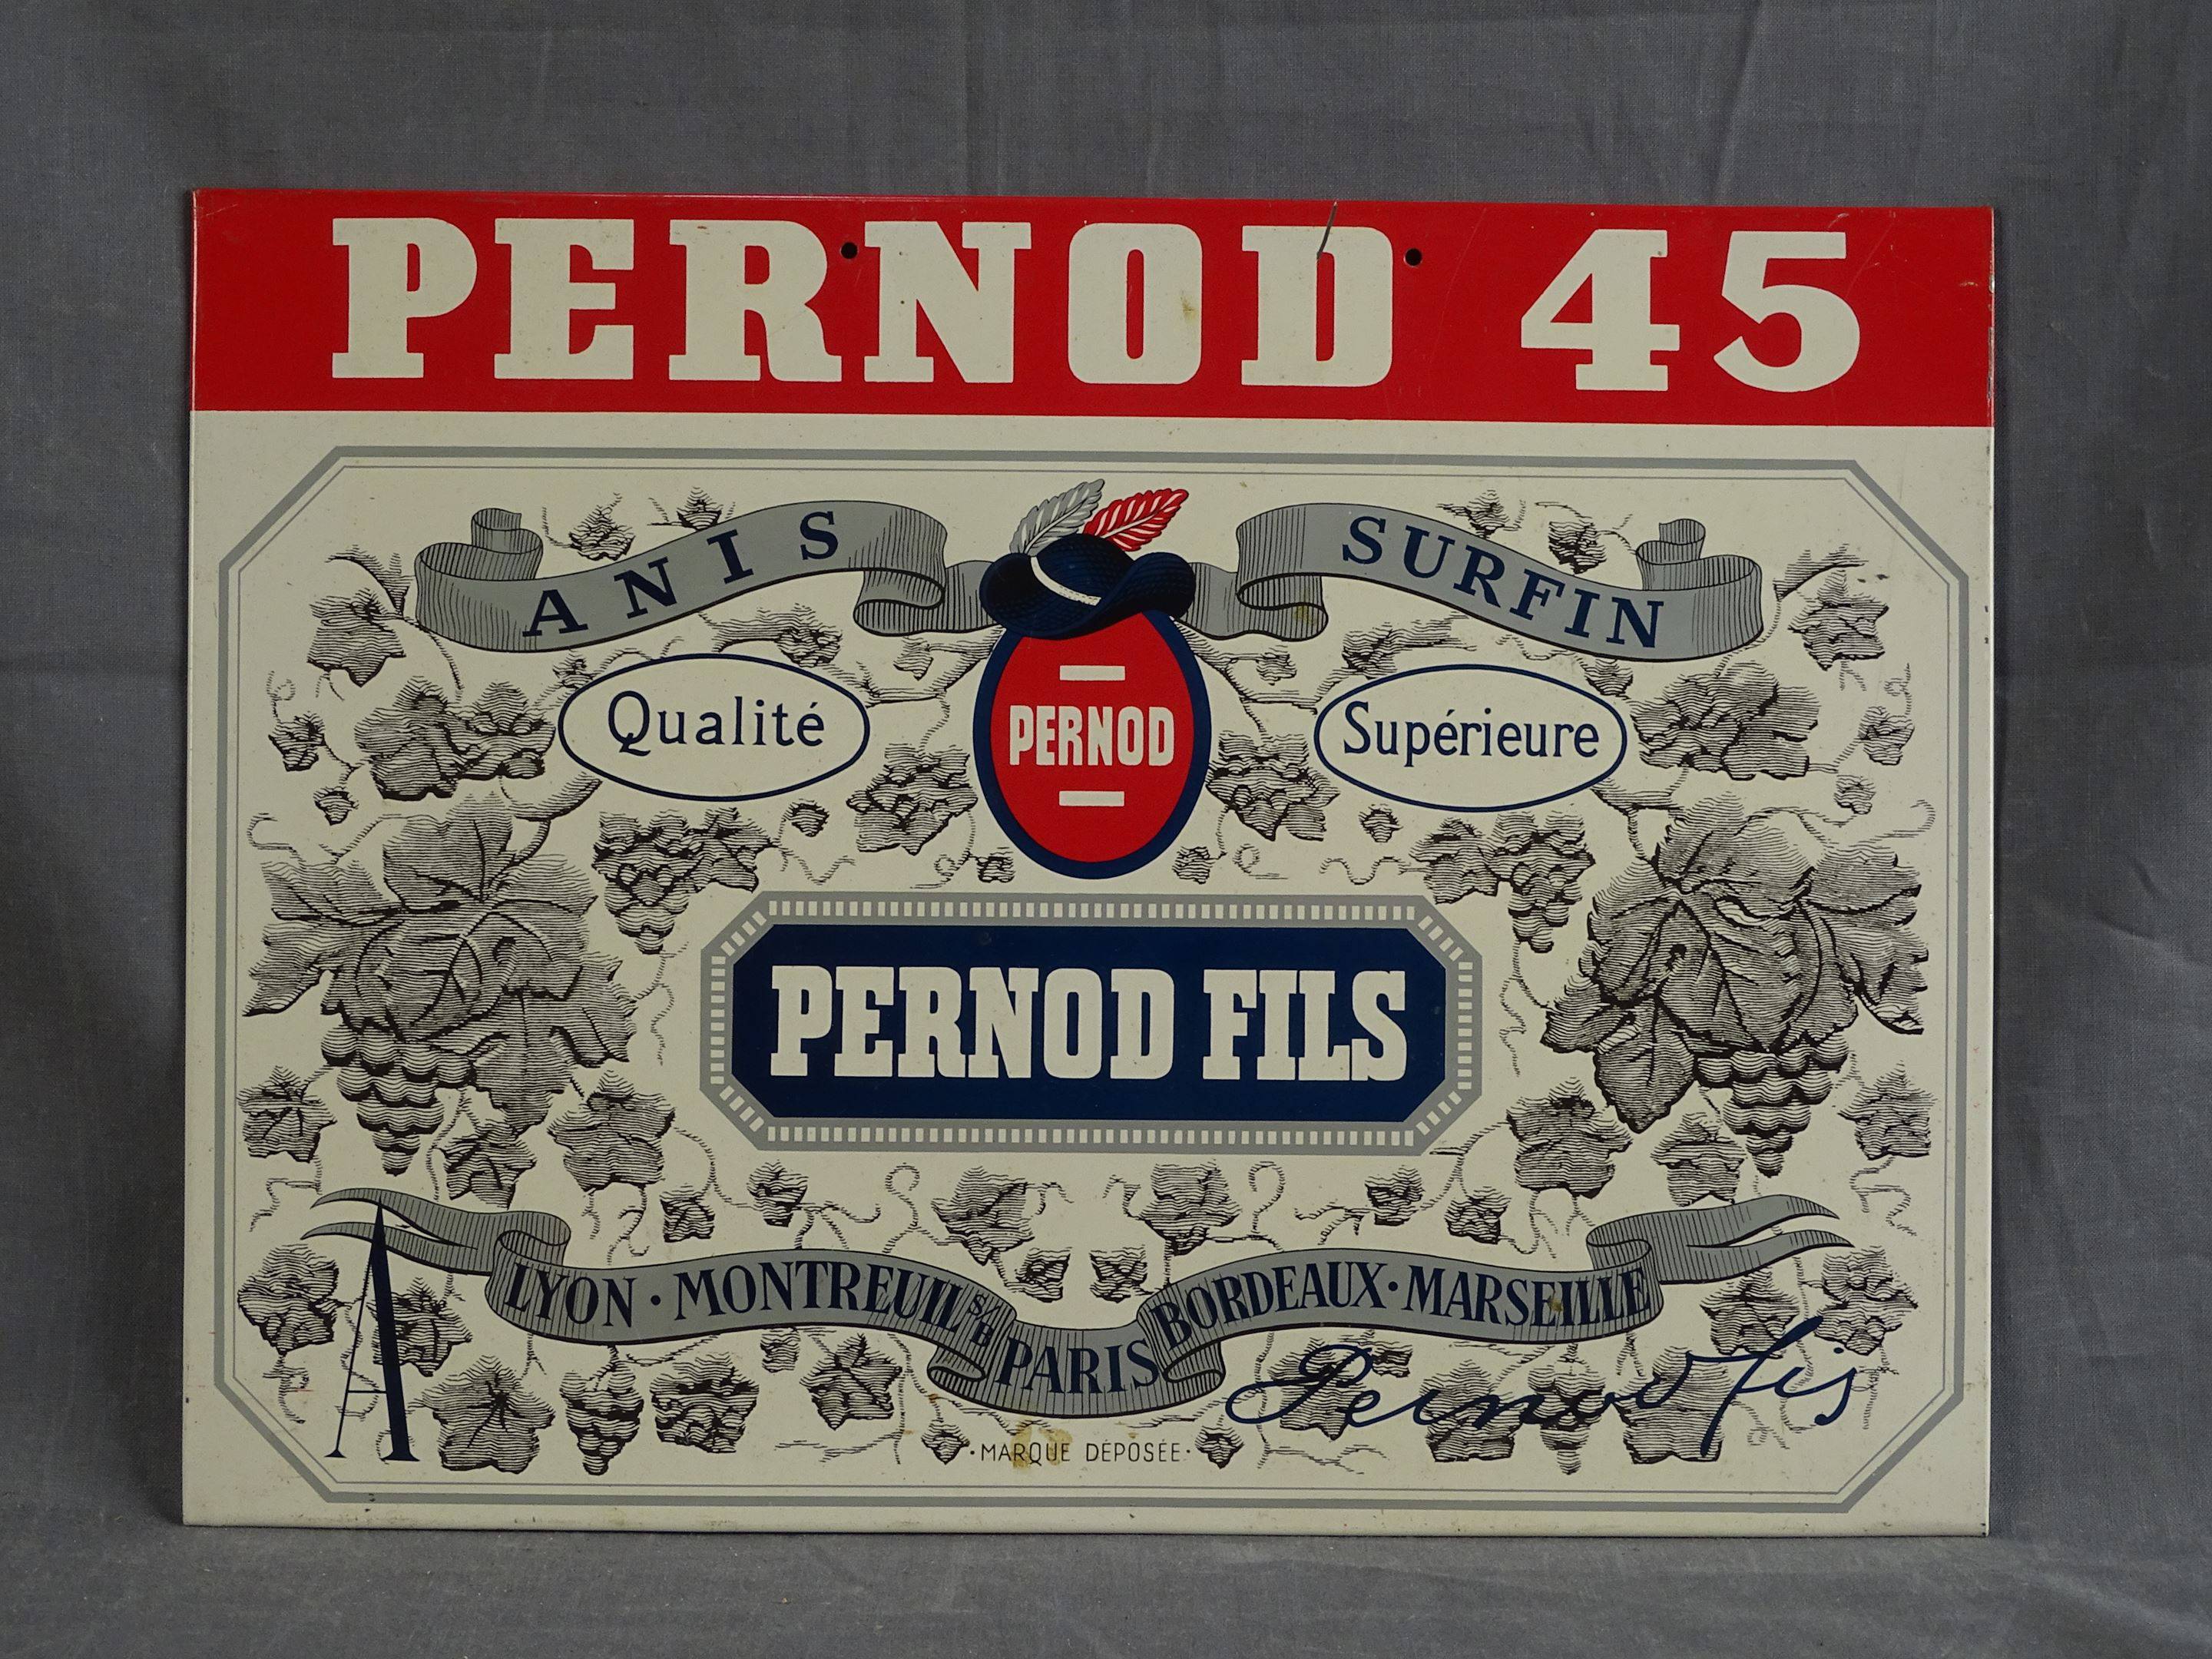 PERNOD 45
ANIS SURFIN
Qualité
PERNOD
Supérieure
PERNOD FILS
LYON · MONTREUIL S/B PARIS BORDEAUX · MARSEILLE
A
Pernod fils
· MARQUE DÉPOSÉE ·